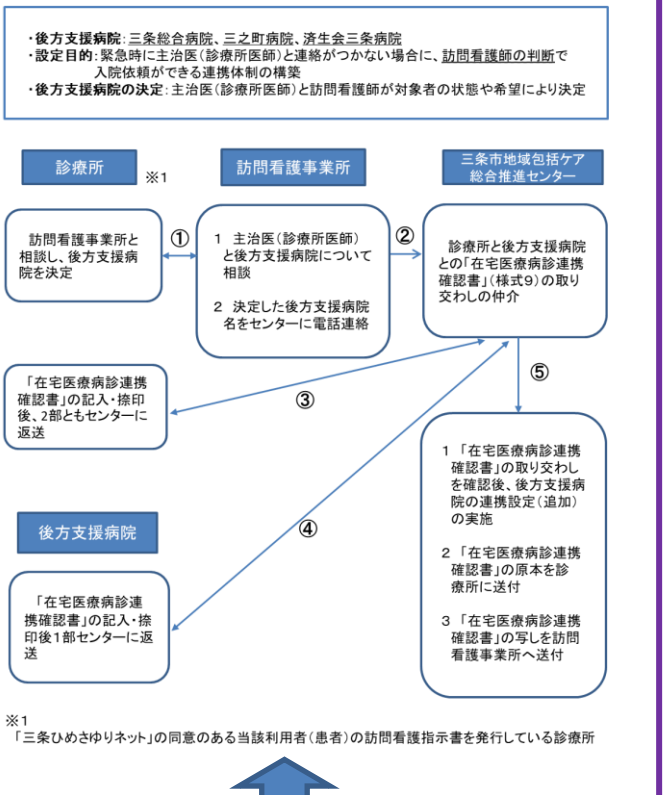 ・後方支援病院：三条総合病院、三之町病院、済生会三条病院
・設定目的：緊急時に主治医（診療所医師）と連絡がつかない場合に、訪問看護師の判断で
入院依頼ができる連携体制の構築
・後方支援病院の決定：主治医（診療所医師）と訪問看護師が対象者の状態や希望により決定
診療所
※1
訪問看護事業所
三条市地域包括ケア
総合推進センター
訪問看護事業所と
相談し、後方支援病
院を決定
①
1 主治医（診療所医師）
と後方支援病院について
相談
2 決定した後方支援病院
名をセンターに電話連絡
②
診療所と後方支援病院
との「在宅医療病診連携
確認書」（様式9）の取り
交わしの仲介
「在宅医療病診連携
確認書」の記入・捺印
後、2部ともセンターに
返送
③
⑤
後方支援病院
④
「在宅医療病診連
携確認書」の記入・捺
印後1部センターに返
送
1 「在宅医療病診連携
確認書」の取り交わし
を確認後、後方支援病
院の連携設定（追加）
の実施
2 「在宅医療病診連携
確認書」の原本を診
療所に送付
3 「在宅医療病診連携
確認書」の写しを訪問
看護事業所へ送付
※1
「三条ひめさゆりネット」の同意のある当該利用者（患者）の訪問看護指示書を発行している診療所